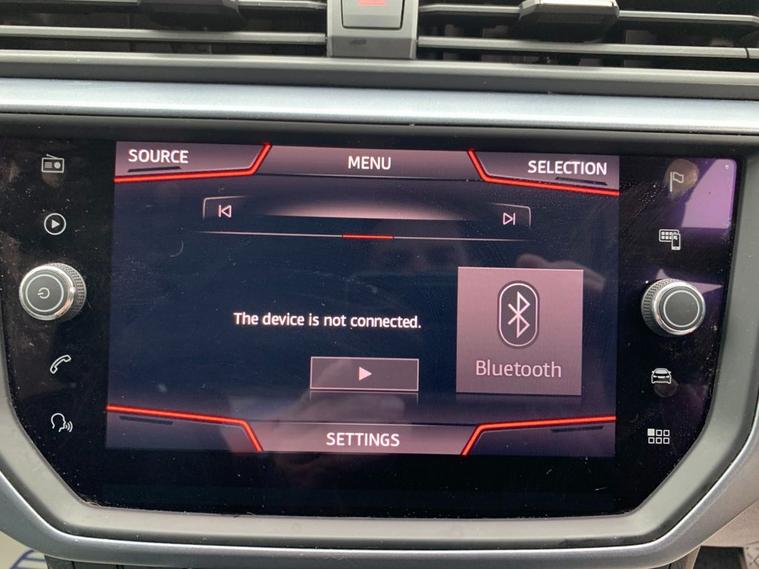 SOURCE
MENU
SELECTION
The device is not connected.
Bluetooth
SETTINGS